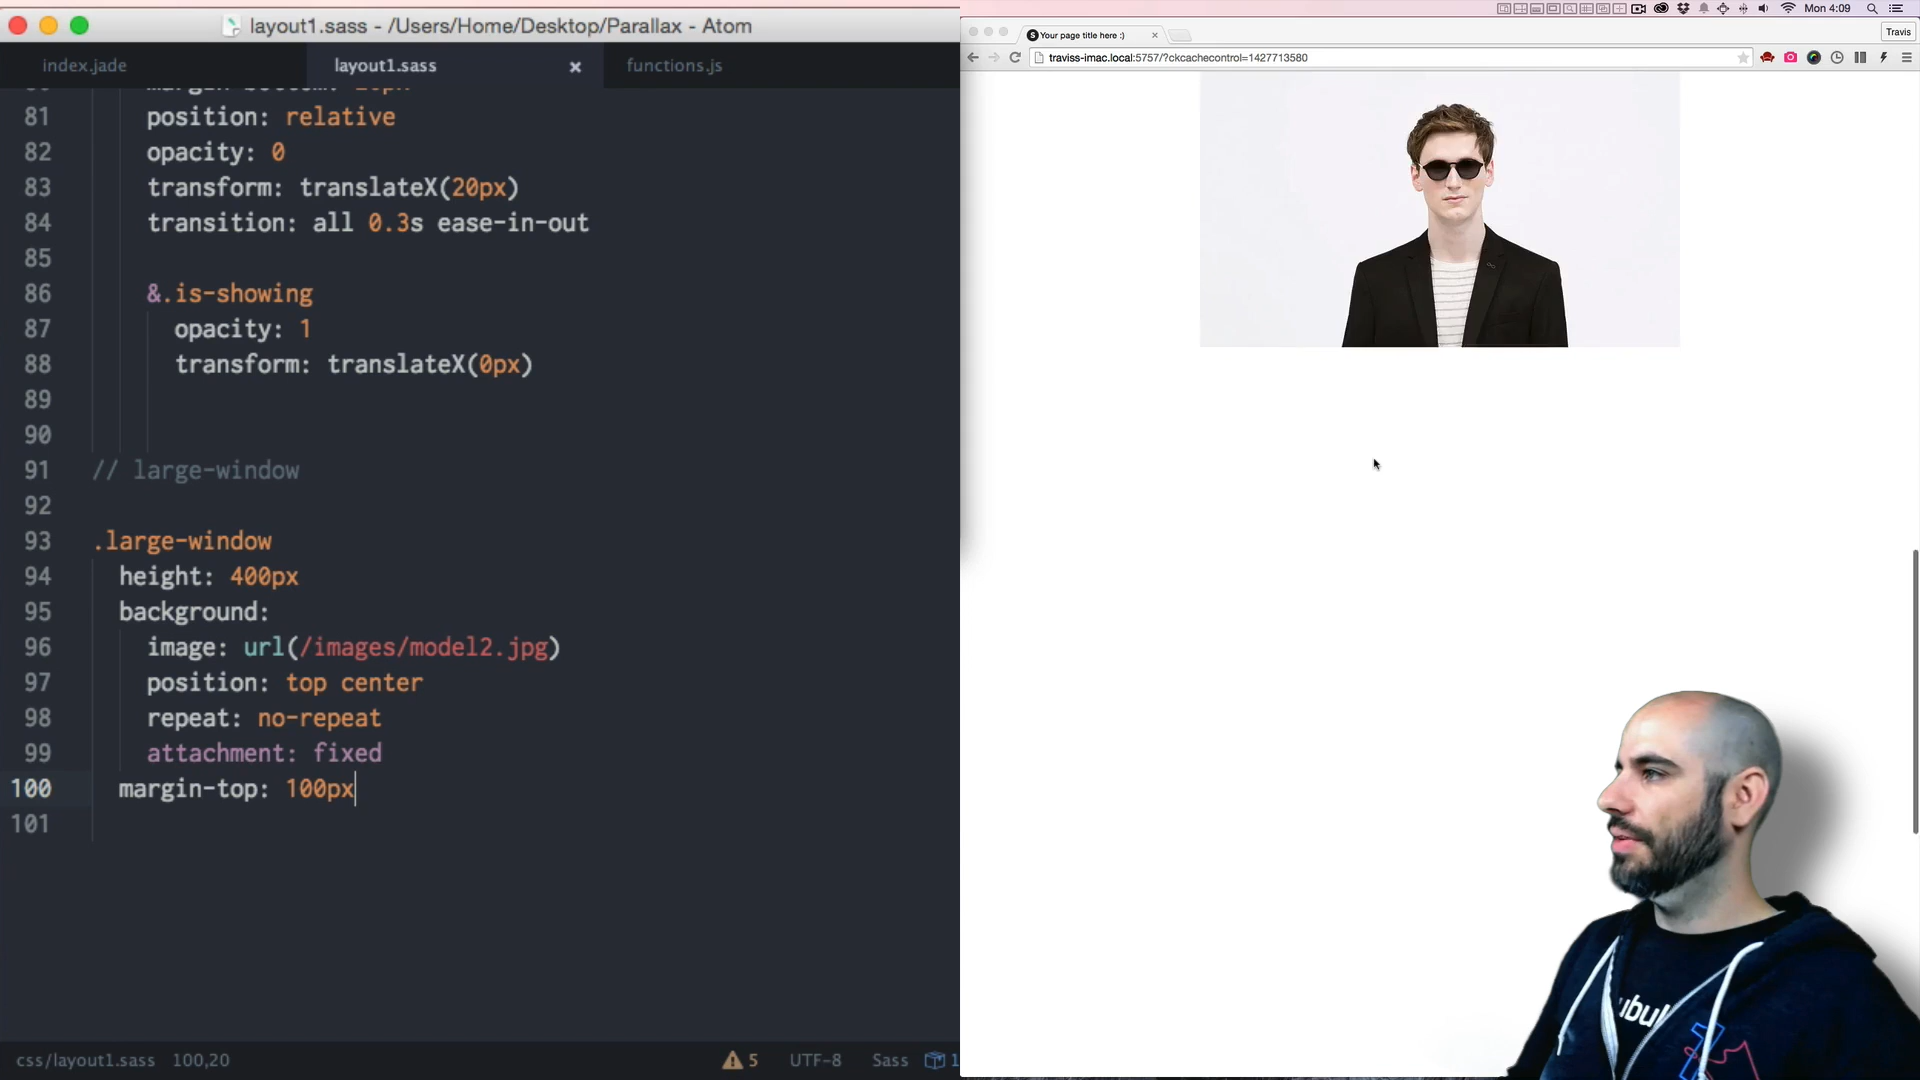 layout1.sass - /Users/Home/Desktop/Parallax - Atom
Mon 4:09
index.jade
layout1.sass
functions.js
Your page title here :)
Travis
traviss-imac.local:5757/?ckcachecontrol=1427713580
81 position: relative
82 opacity: 0
83 transform: translateX(20px)
84 transition: all 0.3s ease-in-out
85
86 &.is-showing
87 opacity: 1
88 transform: translateX(0px)
89
90
91 // large-window
92
93 .large-window
94 height: 400px
95 background:
96 image: url(/images/model2.jpg)
97 position: top center
98 repeat: no-repeat
99 attachment: fixed
100 margin-top: 100px
101
css/layout1.sass 100,20
5 UTF-8 Sass 1